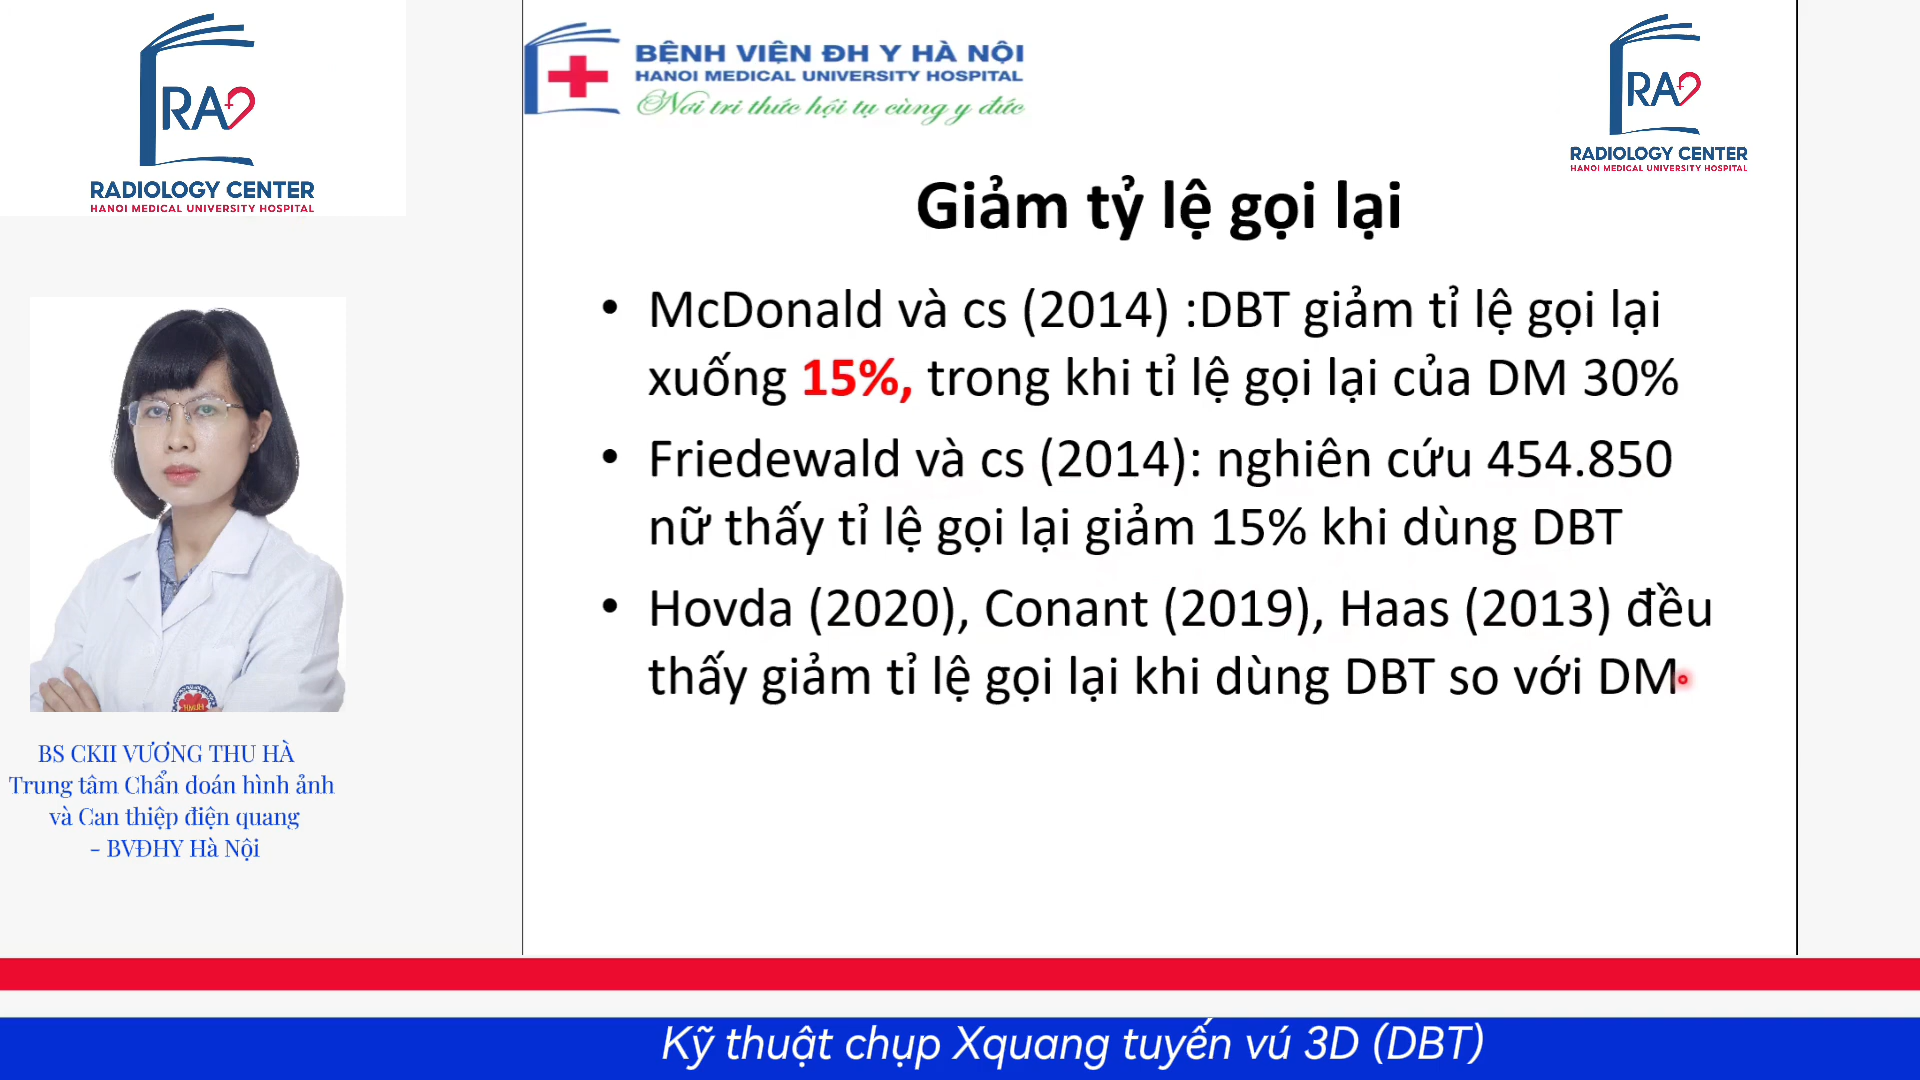 RA
RADIOLOGY CENTER
HANOI MEDICAL UNIVERSITY HOSPITAL
BỆNH VIỆN ĐH Y HÀ NỘI
HANOI MEDICAL UNIVERSITY HOSPITAL
Nơi tri thức hội tụ cùng y đức
RA
RADIOLOGY CENTER
HANOI MEDICAL UNIVERSITY HOSPITAL
Giảm tỷ lệ gọi lại
• McDonald và cs (2014) :DBT giảm tỉ lệ gọi lại
xuống 15%, trong khi tỉ lệ gọi lại của DM 30%
• Friedewald và cs (2014): nghiên cứu 454.850
nữ thấy tỉ lệ gọi lại giảm 15% khi dùng DBT
• Hovda (2020), Conant (2019), Haas (2013) đều
thấy giảm tỉ lệ gọi lại khi dùng DBT so với DM
BS CKII VƯƠNG THU HÀ
Trung tâm Chẩn doán hình ảnh
và Can thiệp điện quang
- BVĐHY Hà Nội
Kỹ thuật chụp Xquang tuyến vú 3D (DBT)